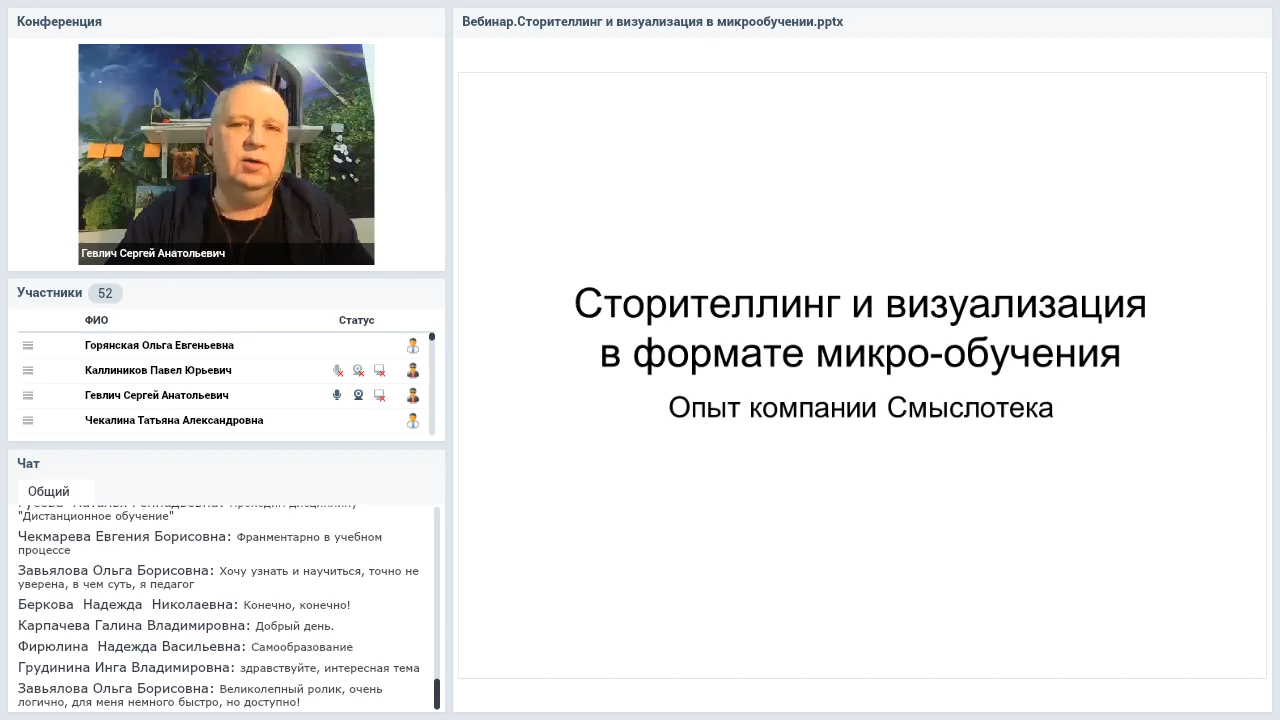 Конференция
Гевлич Сергей Анатольевич
Участники 52
ФИО Статус
Горянская Ольга Евгеньевна
Каллиников Павел Юрьевич
Гевлич Сергей Анатольевич
Чекалина Татьяна Александровна
Чат
Общий
"Дистанционное обучение"
Чекмарева Евгения Борисовна: Франментарно в учебном
процессе
Завьялова Ольга Борисовна: Хочу узнать и научиться, точно не
уверена, в чем суть, я педагог
Беркова Надежда Николаевна: Конечно, конечно!
Карпачева Галина Владимировна: Добрый день.
Фирюлина Надежда Васильевна: Самообразование
Грудинина Инга Владимировна: здравствуйте, интересная тема
Завьялова Ольга Борисовна: Великолепный ролик, очень
логично, для меня немного быстро, но доступно!
Вебинар.Сторителлинг и визуализация в микрообучении.pptx
Сторителлинг и визуализация
в формате микро-обучения
Опыт компании Смыслотека